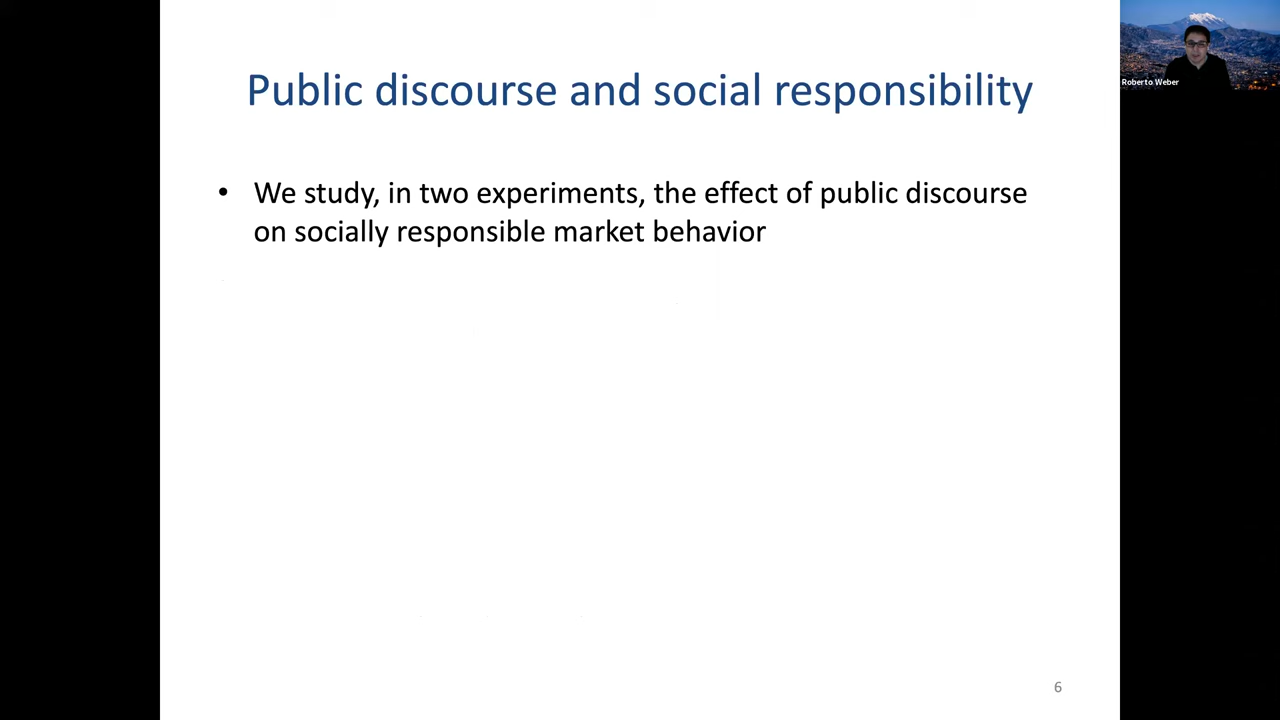 Public discourse and social responsibility
Roberto Weber
• We study, in two experiments, the effect of public discourse
on socially responsible market behavior
6